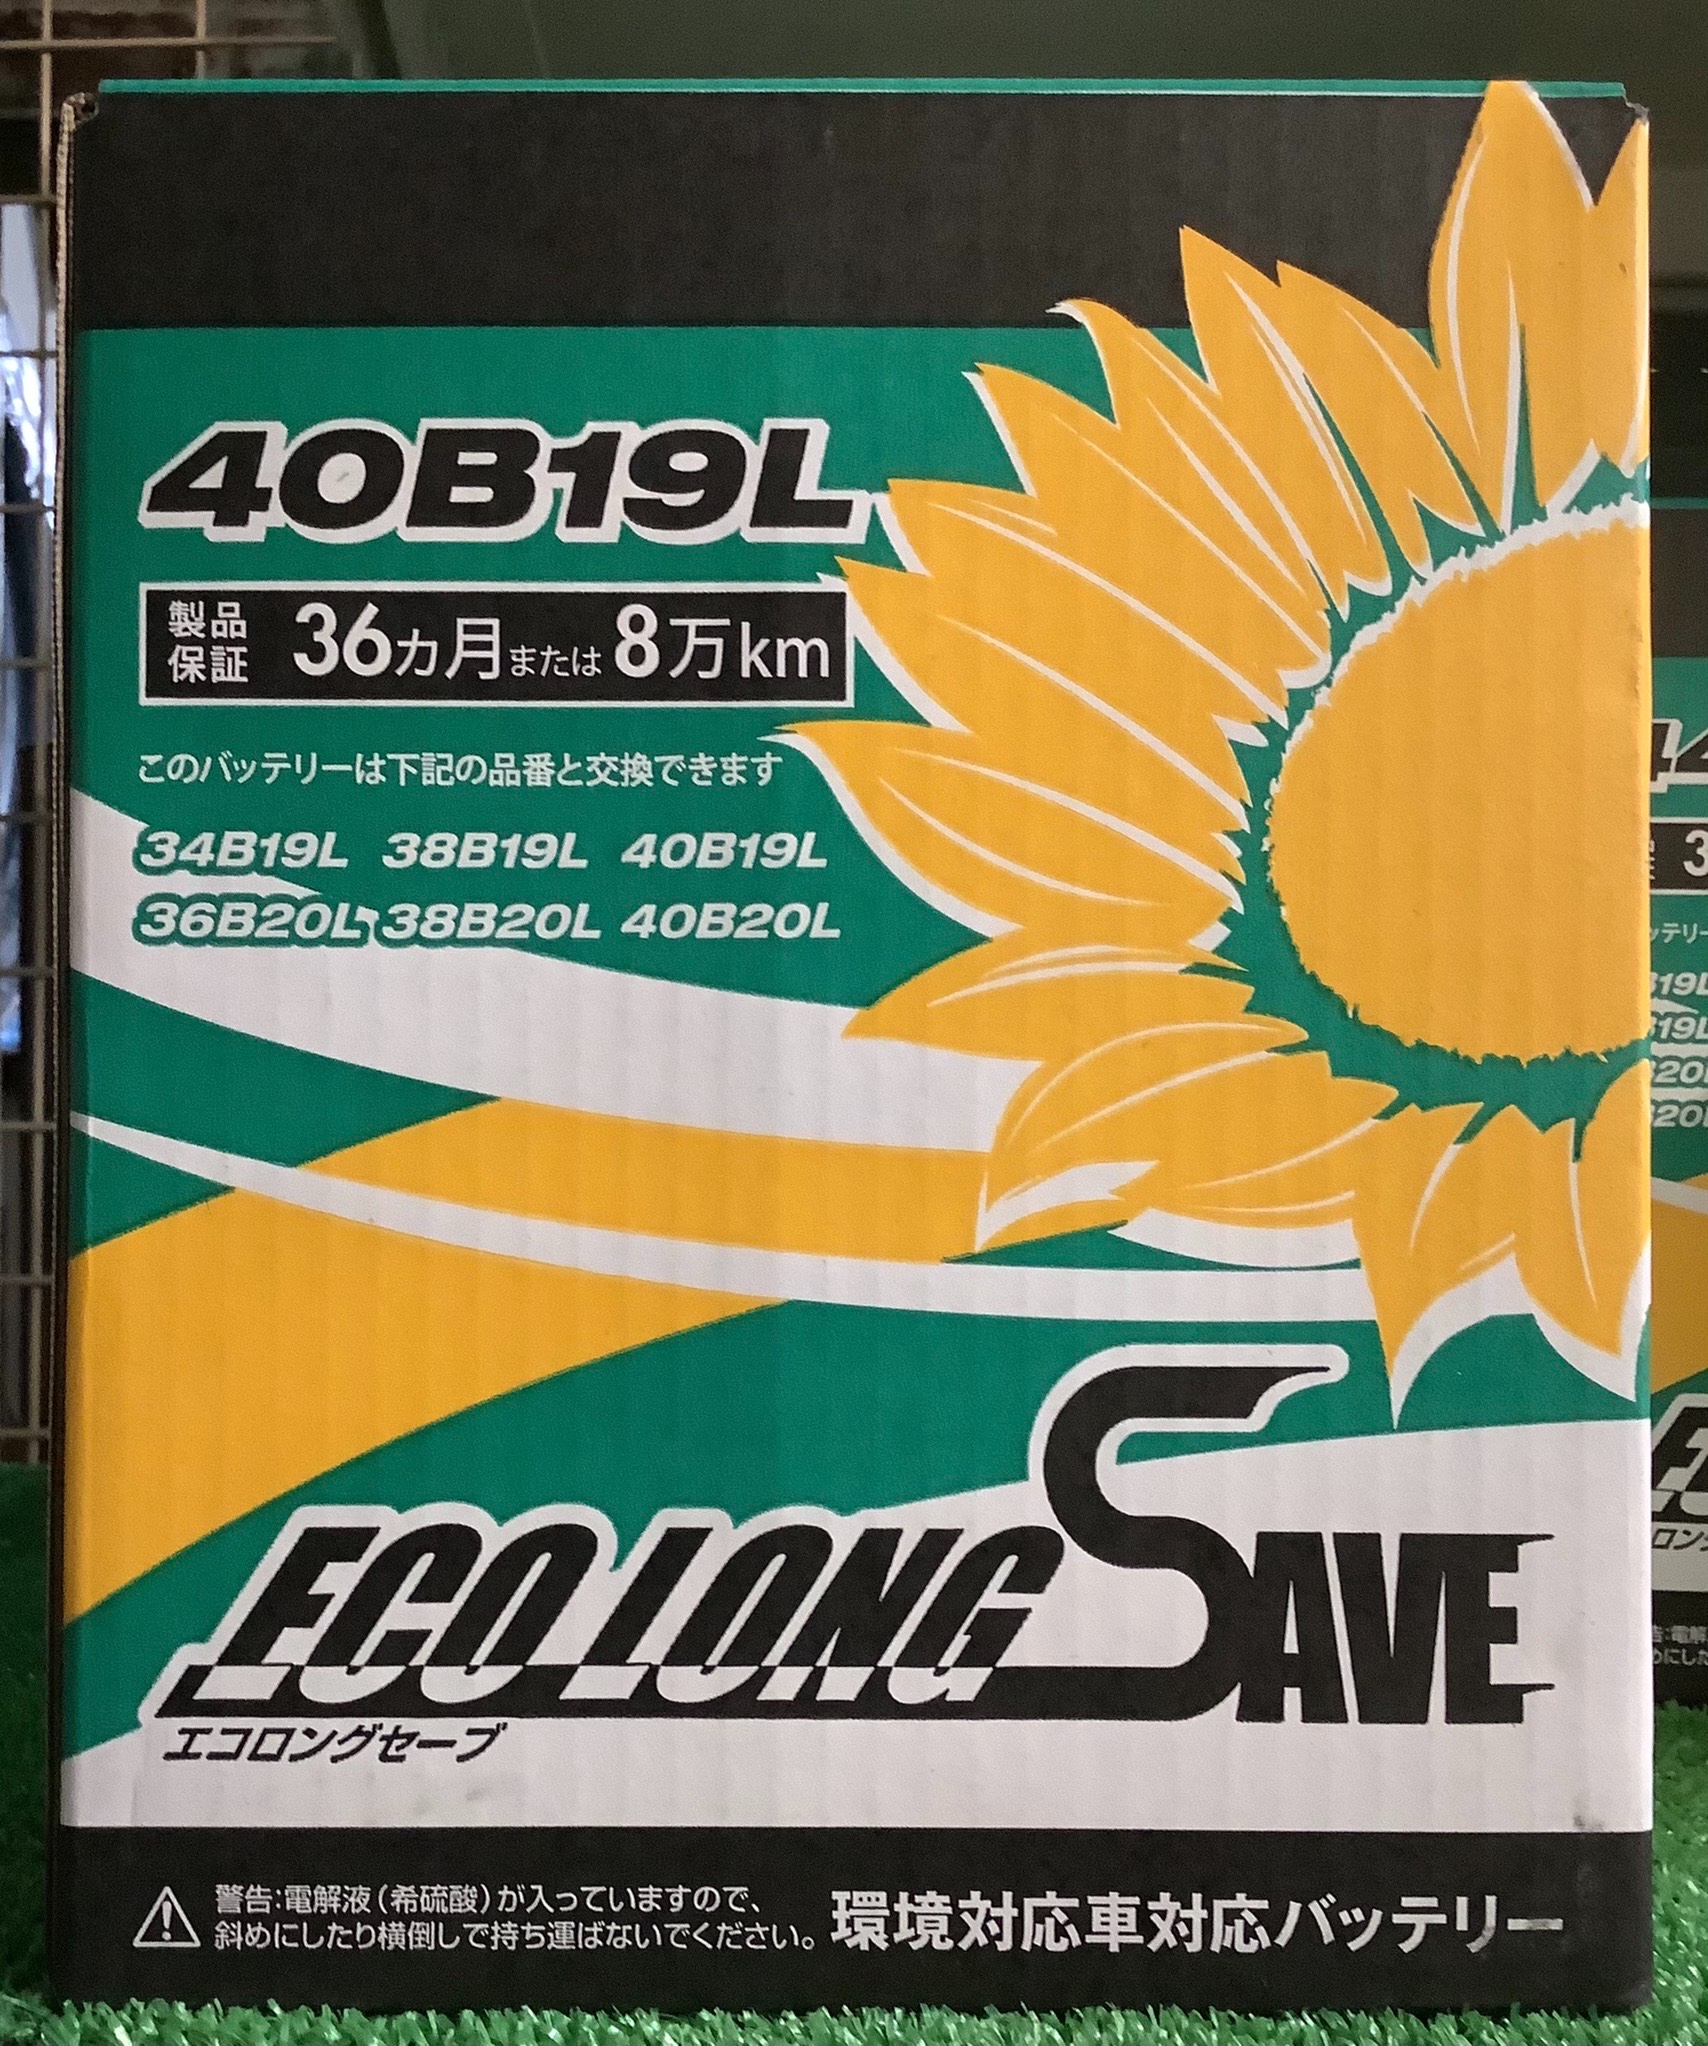 40B19L
製品保証 36カ月または8万km
このバッテリーは下記の品番と交換できます
34B19L 38B19L 40B19L
36B20L 38B20L 40B20L
ECO LONG SAVE
エコロングセーブ
警告:電解液(希硫酸)が入っていますので、
斜めにしたり横倒しで持ち運ばないでください。
環境対応車対応バッテリー